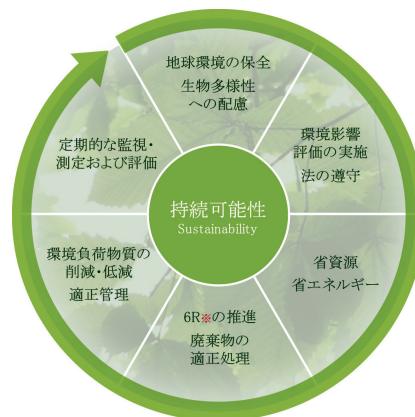 地球環境の保全
生物多様性
への配慮
環境影響
評価の実施
法の遵守
省資源
省エネルギー
6R※の推進
廃棄物の
適正処理
環境負荷物質の
削減・低減
適正管理
定期的な監視・
測定および評価
持続可能性
Sustainability